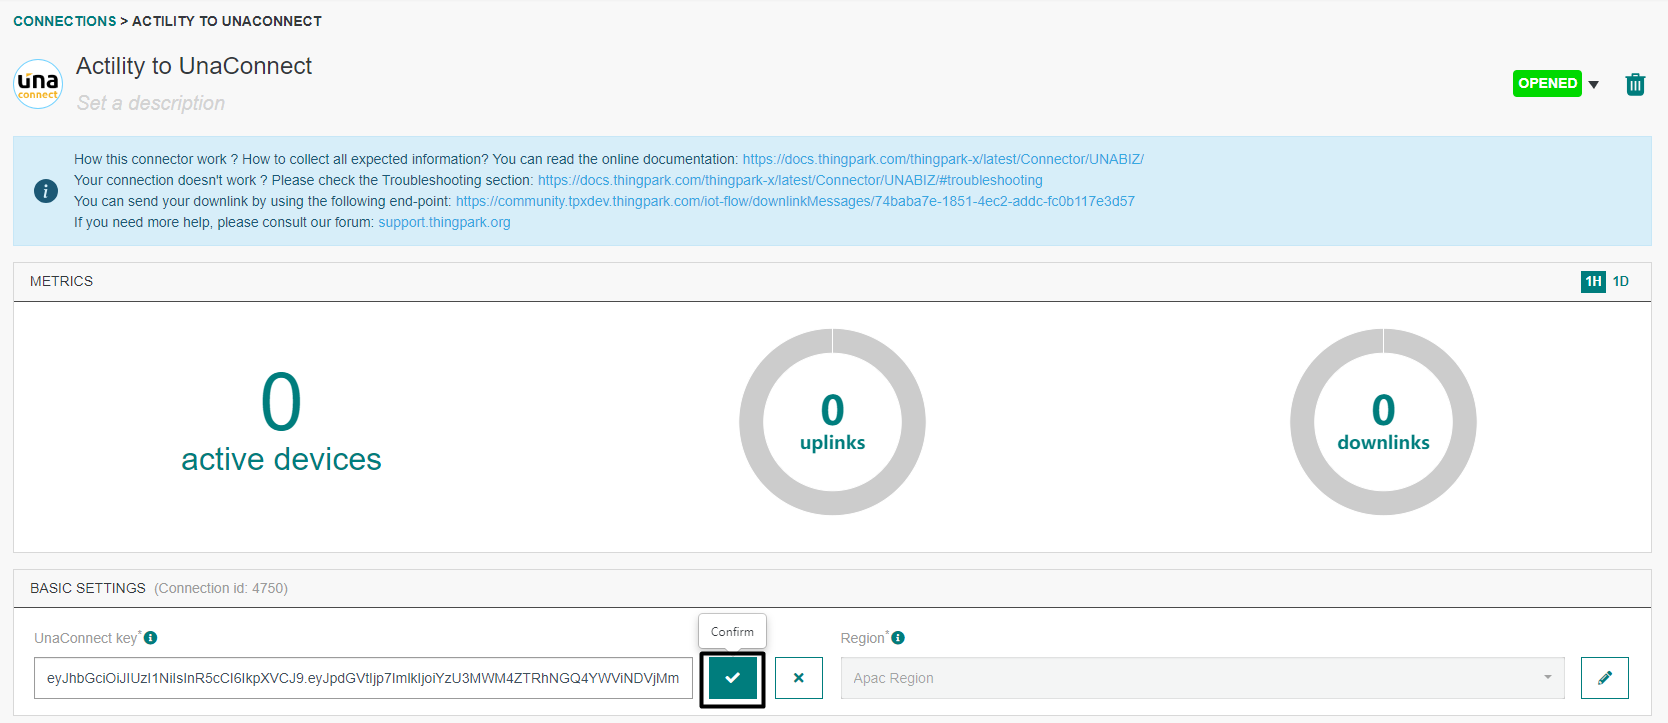 CONNECTIONS > ACTILITY TO UNACONNECT
una
connect
Actility to UnaConnect
Set a description
OPENED
How this connector work ? How to collect all expected information? You can read the online documentation: https://docs.thingpark.com/thingpark-x/latest/Connector/UNABIZ/
Your connection doesn't work ? Please check the Troubleshooting section: https://docs.thingpark.com/thingpark-x/latest/Connector/UNABIZ/#troubleshooting
You can send your downlink by using the following end-point: https://community.tpxdev.thingpark.com/iot-flow/downlinkMessages/74baba7e-1851-4ec2-addc-fc0b117e3d57
If you need more help, please consult our forum: support.thingpark.org
METRICS
1H 1D
0
active devices
0
uplinks
0
downlinks
BASIC SETTINGS (Connection id: 4750)
Confirm
UnaConnect key*
Region*
eyJhbGciOiJIUzI1NiIsInR5cCI6IkpXVCJ9.eyJpdGVtIjp7ImlkIjoiYzU3MWM4ZTRhNGQ4YWViNDVjMm
Apac Region